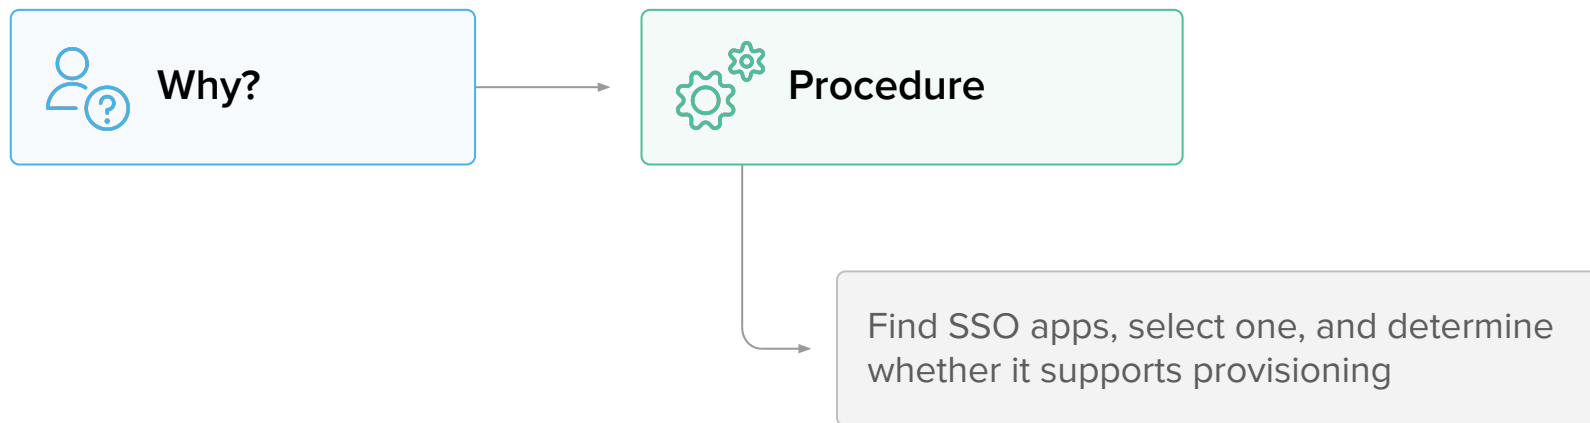 Why?
Procedure
Find SSO apps, select one, and determine
whether it supports provisioning